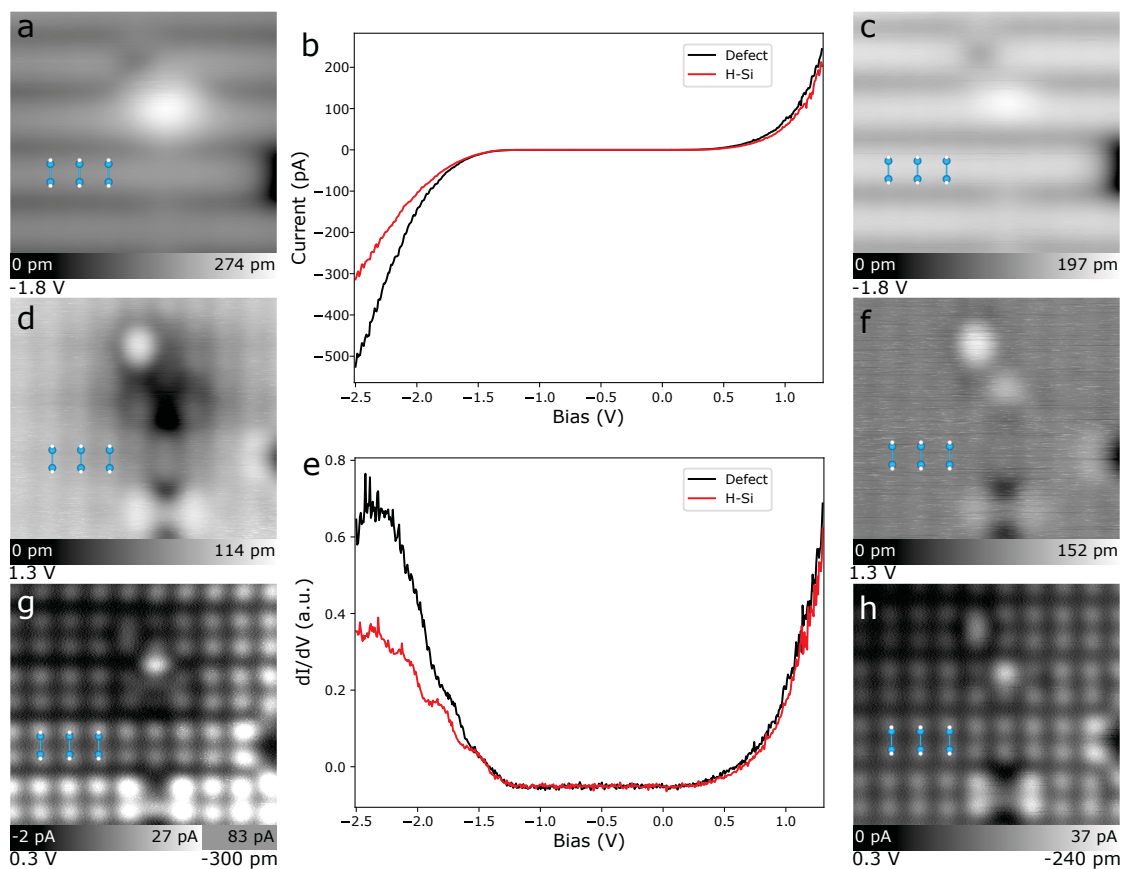 a
0 pm 274 pm
-1.8 V
b
Defect
H-Si
200
100
0
−100
−200
−300
−400
−500
Current (pA)
−2.5 −2.0 −1.5 −1.0 −0.5 0.0 0.5 1.0
Bias (V)
c
0 pm 197 pm
-1.8 V
d
0 pm 114 pm
1.3 V
e
Defect
H-Si
0.8
0.6
0.4
0.2
0.0
dI/dV (a.u.)
−2.5 −2.0 −1.5 −1.0 −0.5 0.0 0.5 1.0
Bias (V)
f
0 pm 152 pm
1.3 V
g
-2 pA 27 pA 83 pA
0.3 V -300 pm
h
0 pA 37 pA
0.3 V -240 pm